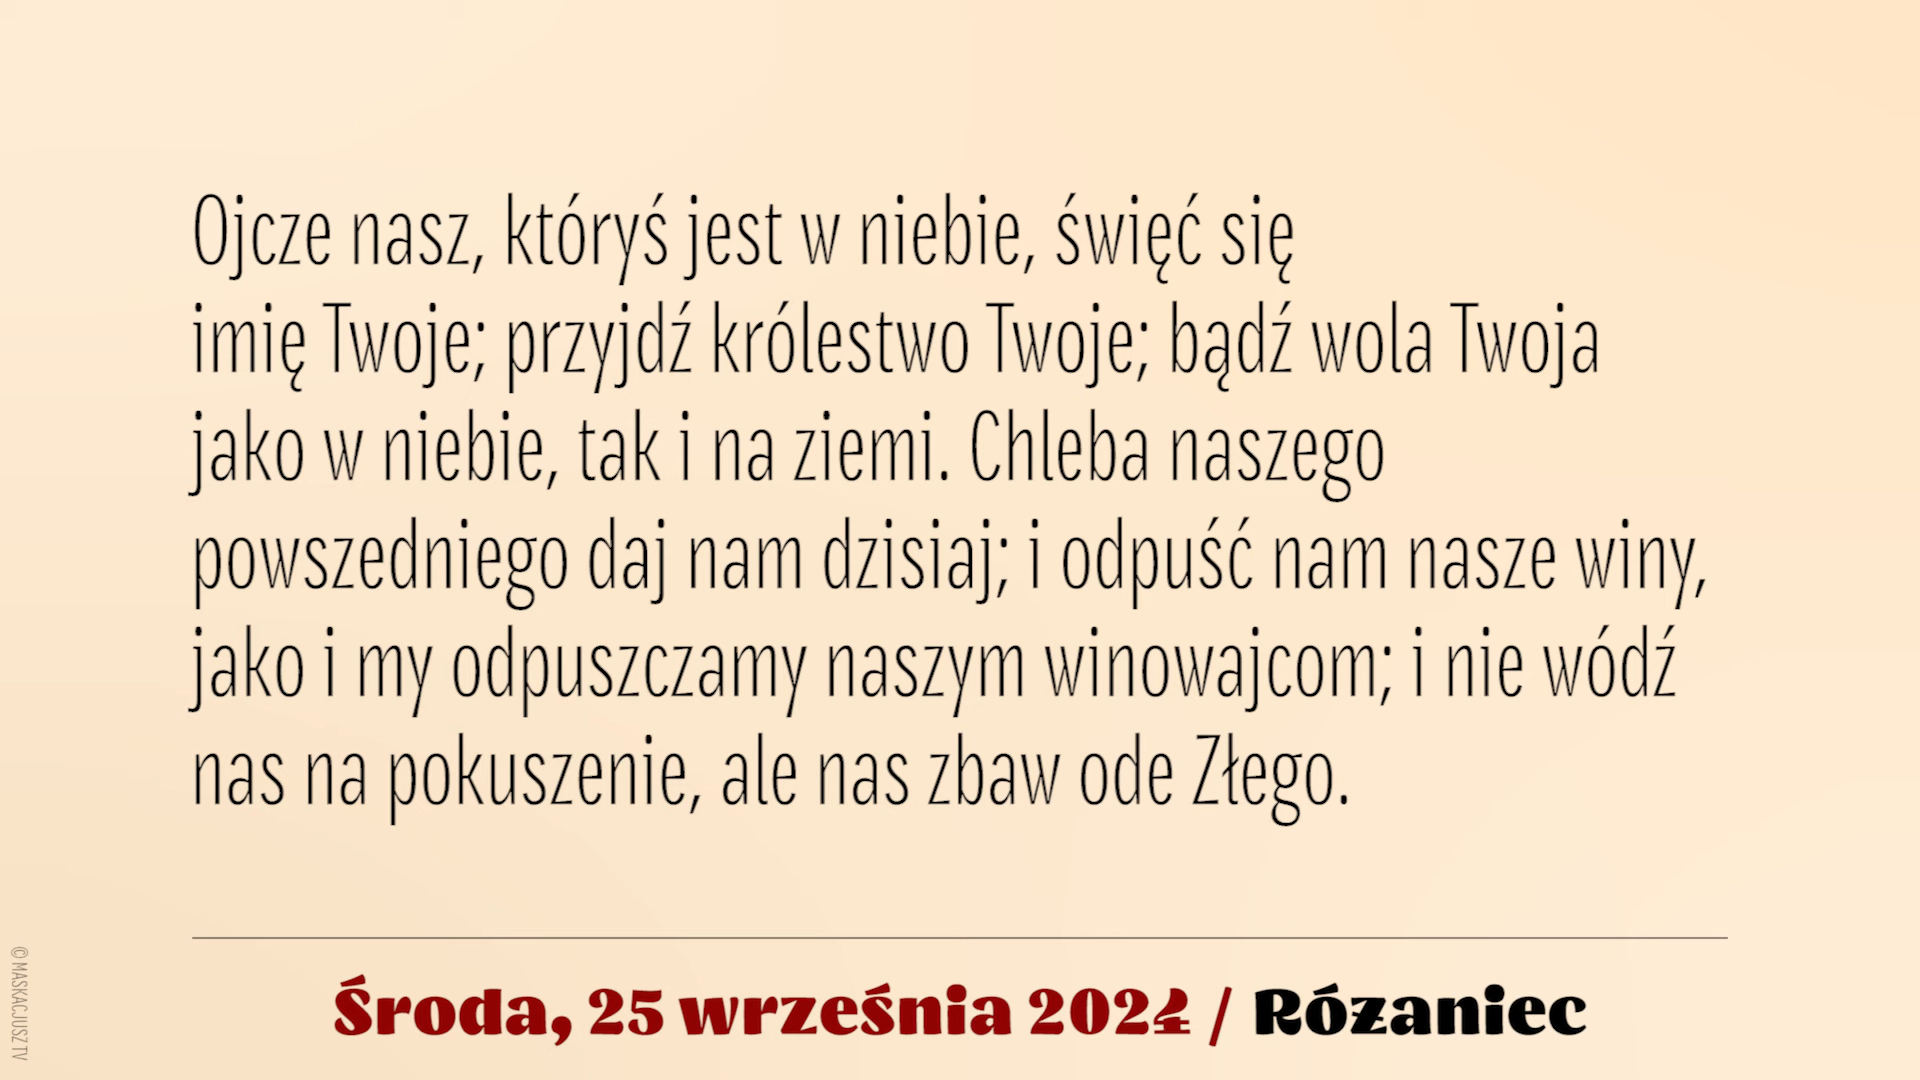 Ojcze nasz, któryś jest w niebie, święć się
imię Twoje; przyjdź królestwo Twoje; bądź wola Twoja
jako w niebie, tak i na ziemi. Chleba naszego
powszedniego daj nam dzisiaj; i odpuść nam nasze winy,
jako i my odpuszczamy naszym winowajcom; i nie wódź
nas na pokuszenie, ale nas zbaw ode Złego.
Środa, 25 września 2024 / Różaniec
© MASKACJUSZ TV